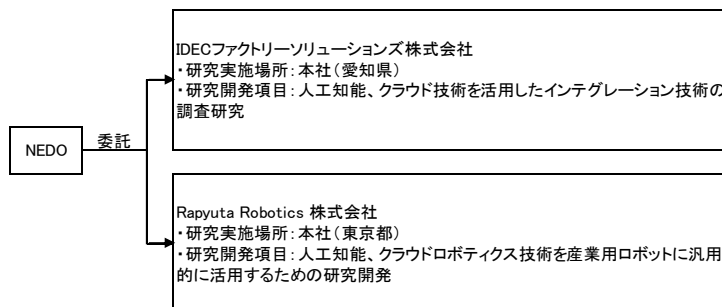 IDECファクトリーソリューションズ株式会社
・研究実施場所：本社（愛知県）
・研究開発項目：人工知能、クラウド技術を活用したインテグレーション技術の
調査研究
NEDO
委託
Rapyuta Robotics 株式会社
・研究実施場所：本社（東京都）
・研究開発項目：人工知能、クラウドロボティクス技術を産業用ロボットに汎用
的に活用するための研究開発